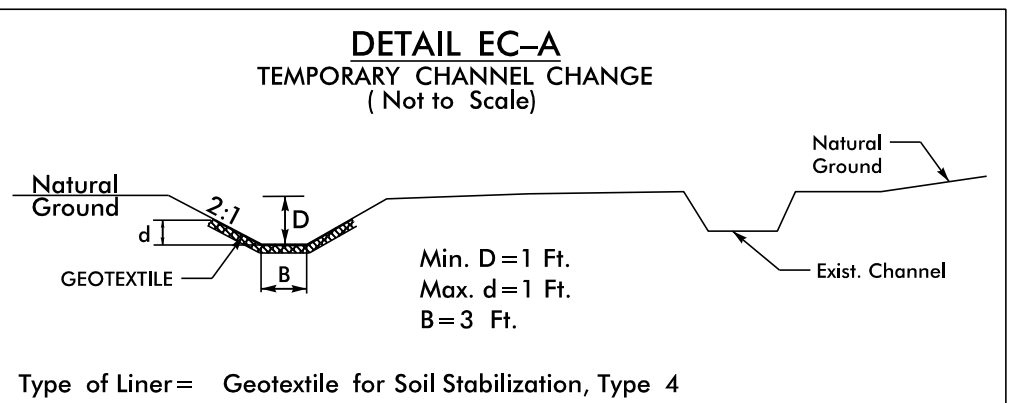 DETAIL EC–A
TEMPORARY CHANNEL CHANGE
( Not to Scale)
Natural
Ground
Natural
Ground
2:1
D
d
B
GEOTEXTILE
Exist. Channel
Min. D=1 Ft.
Max. d=1 Ft.
B=3 Ft.
Type of Liner= Geotextile for Soil Stabilization, Type 4